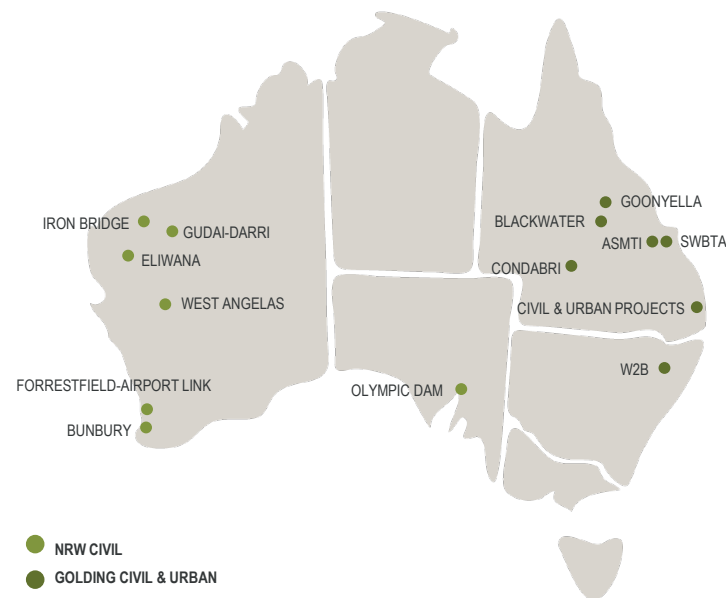 GOONYELLA
IRON BRIDGE
BLACKWATER
GUDAI-DARRI
ASMTI
SWBTA
ELIWANA
CONDABRI
WEST ANGELAS
CIVIL & URBAN PROJECTS
W2B
FORRESTFIELD-AIRPORT LINK
OLYMPIC DAM
BUNBURY
NRW CIVIL
GOLDING CIVIL & URBAN